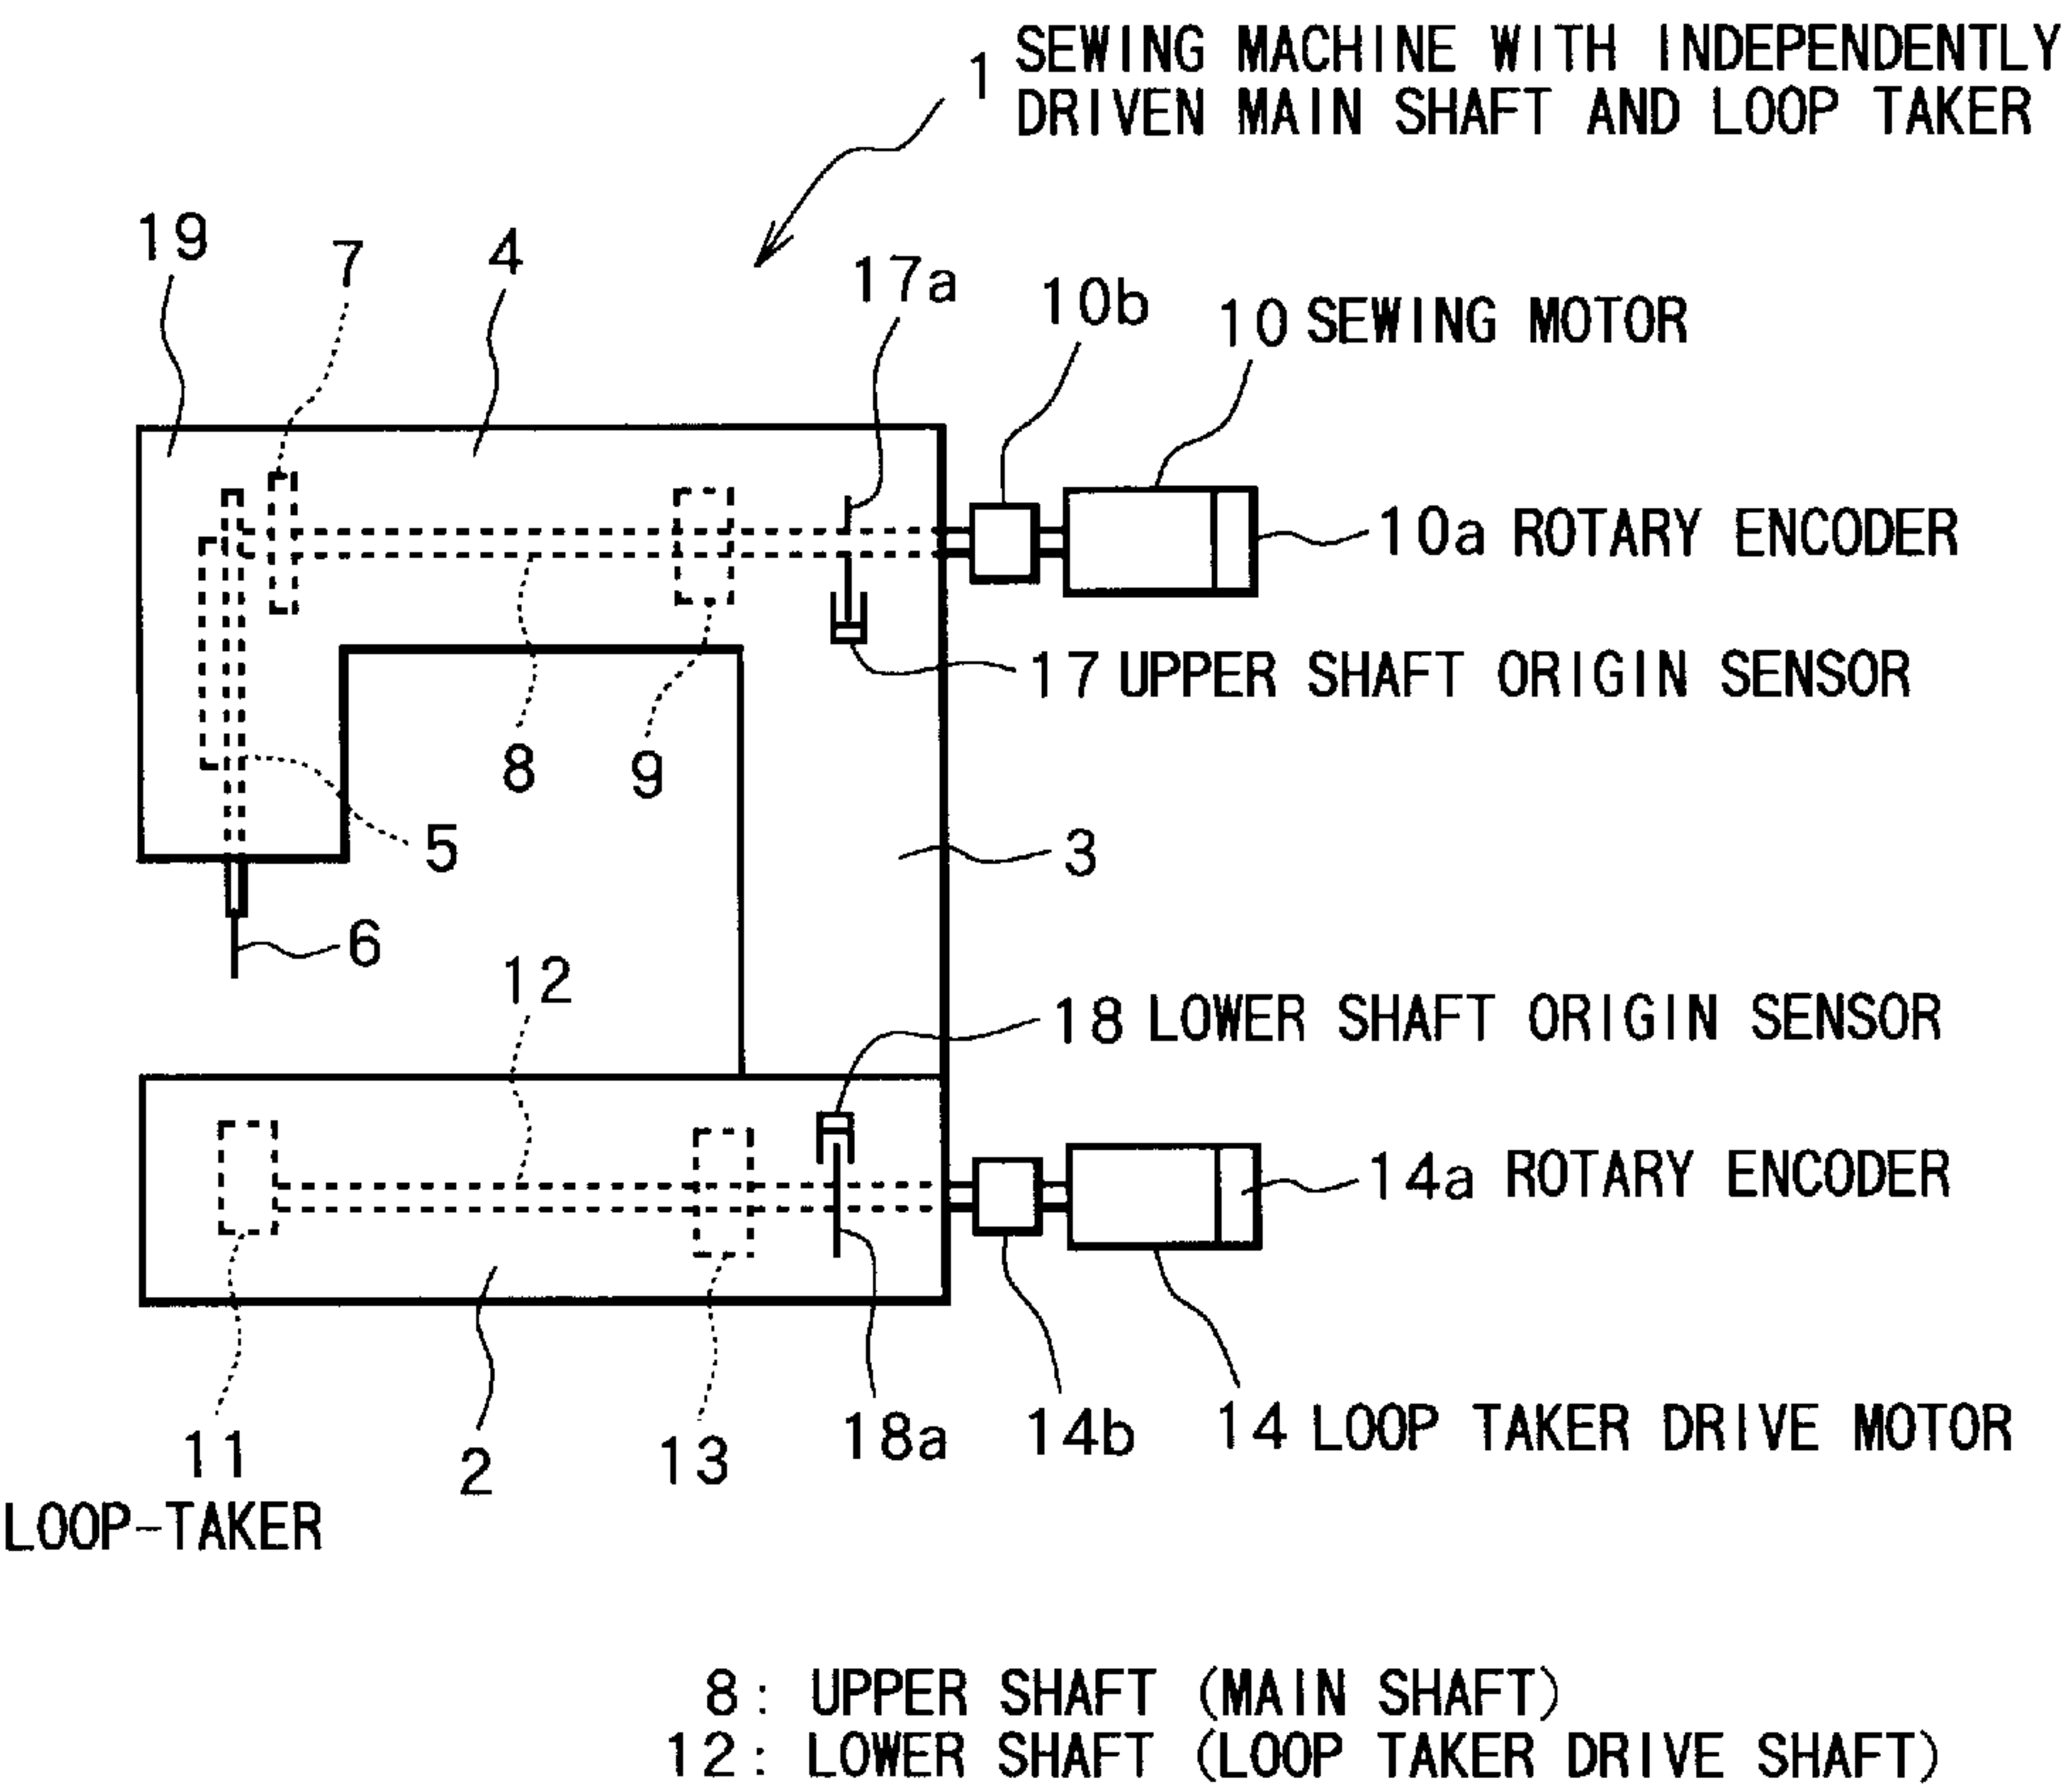 1 SEWING MACHINE WITH INDEPENDENTLY
DRIVEN MAIN SHAFT AND LOOP TAKER
19
7
4
17a
10b
10 SEWING MOTOR
10a ROTARY ENCODER
17 UPPER SHAFT ORIGIN SENSOR
8
9
5
3
6
12
18 LOWER SHAFT ORIGIN SENSOR
14a ROTARY ENCODER
11
2
13
18a
14b
14 LOOP TAKER DRIVE MOTOR
LOOP-TAKER
8: UPPER SHAFT (MAIN SHAFT)
12: LOWER SHAFT (LOOP TAKER DRIVE SHAFT)